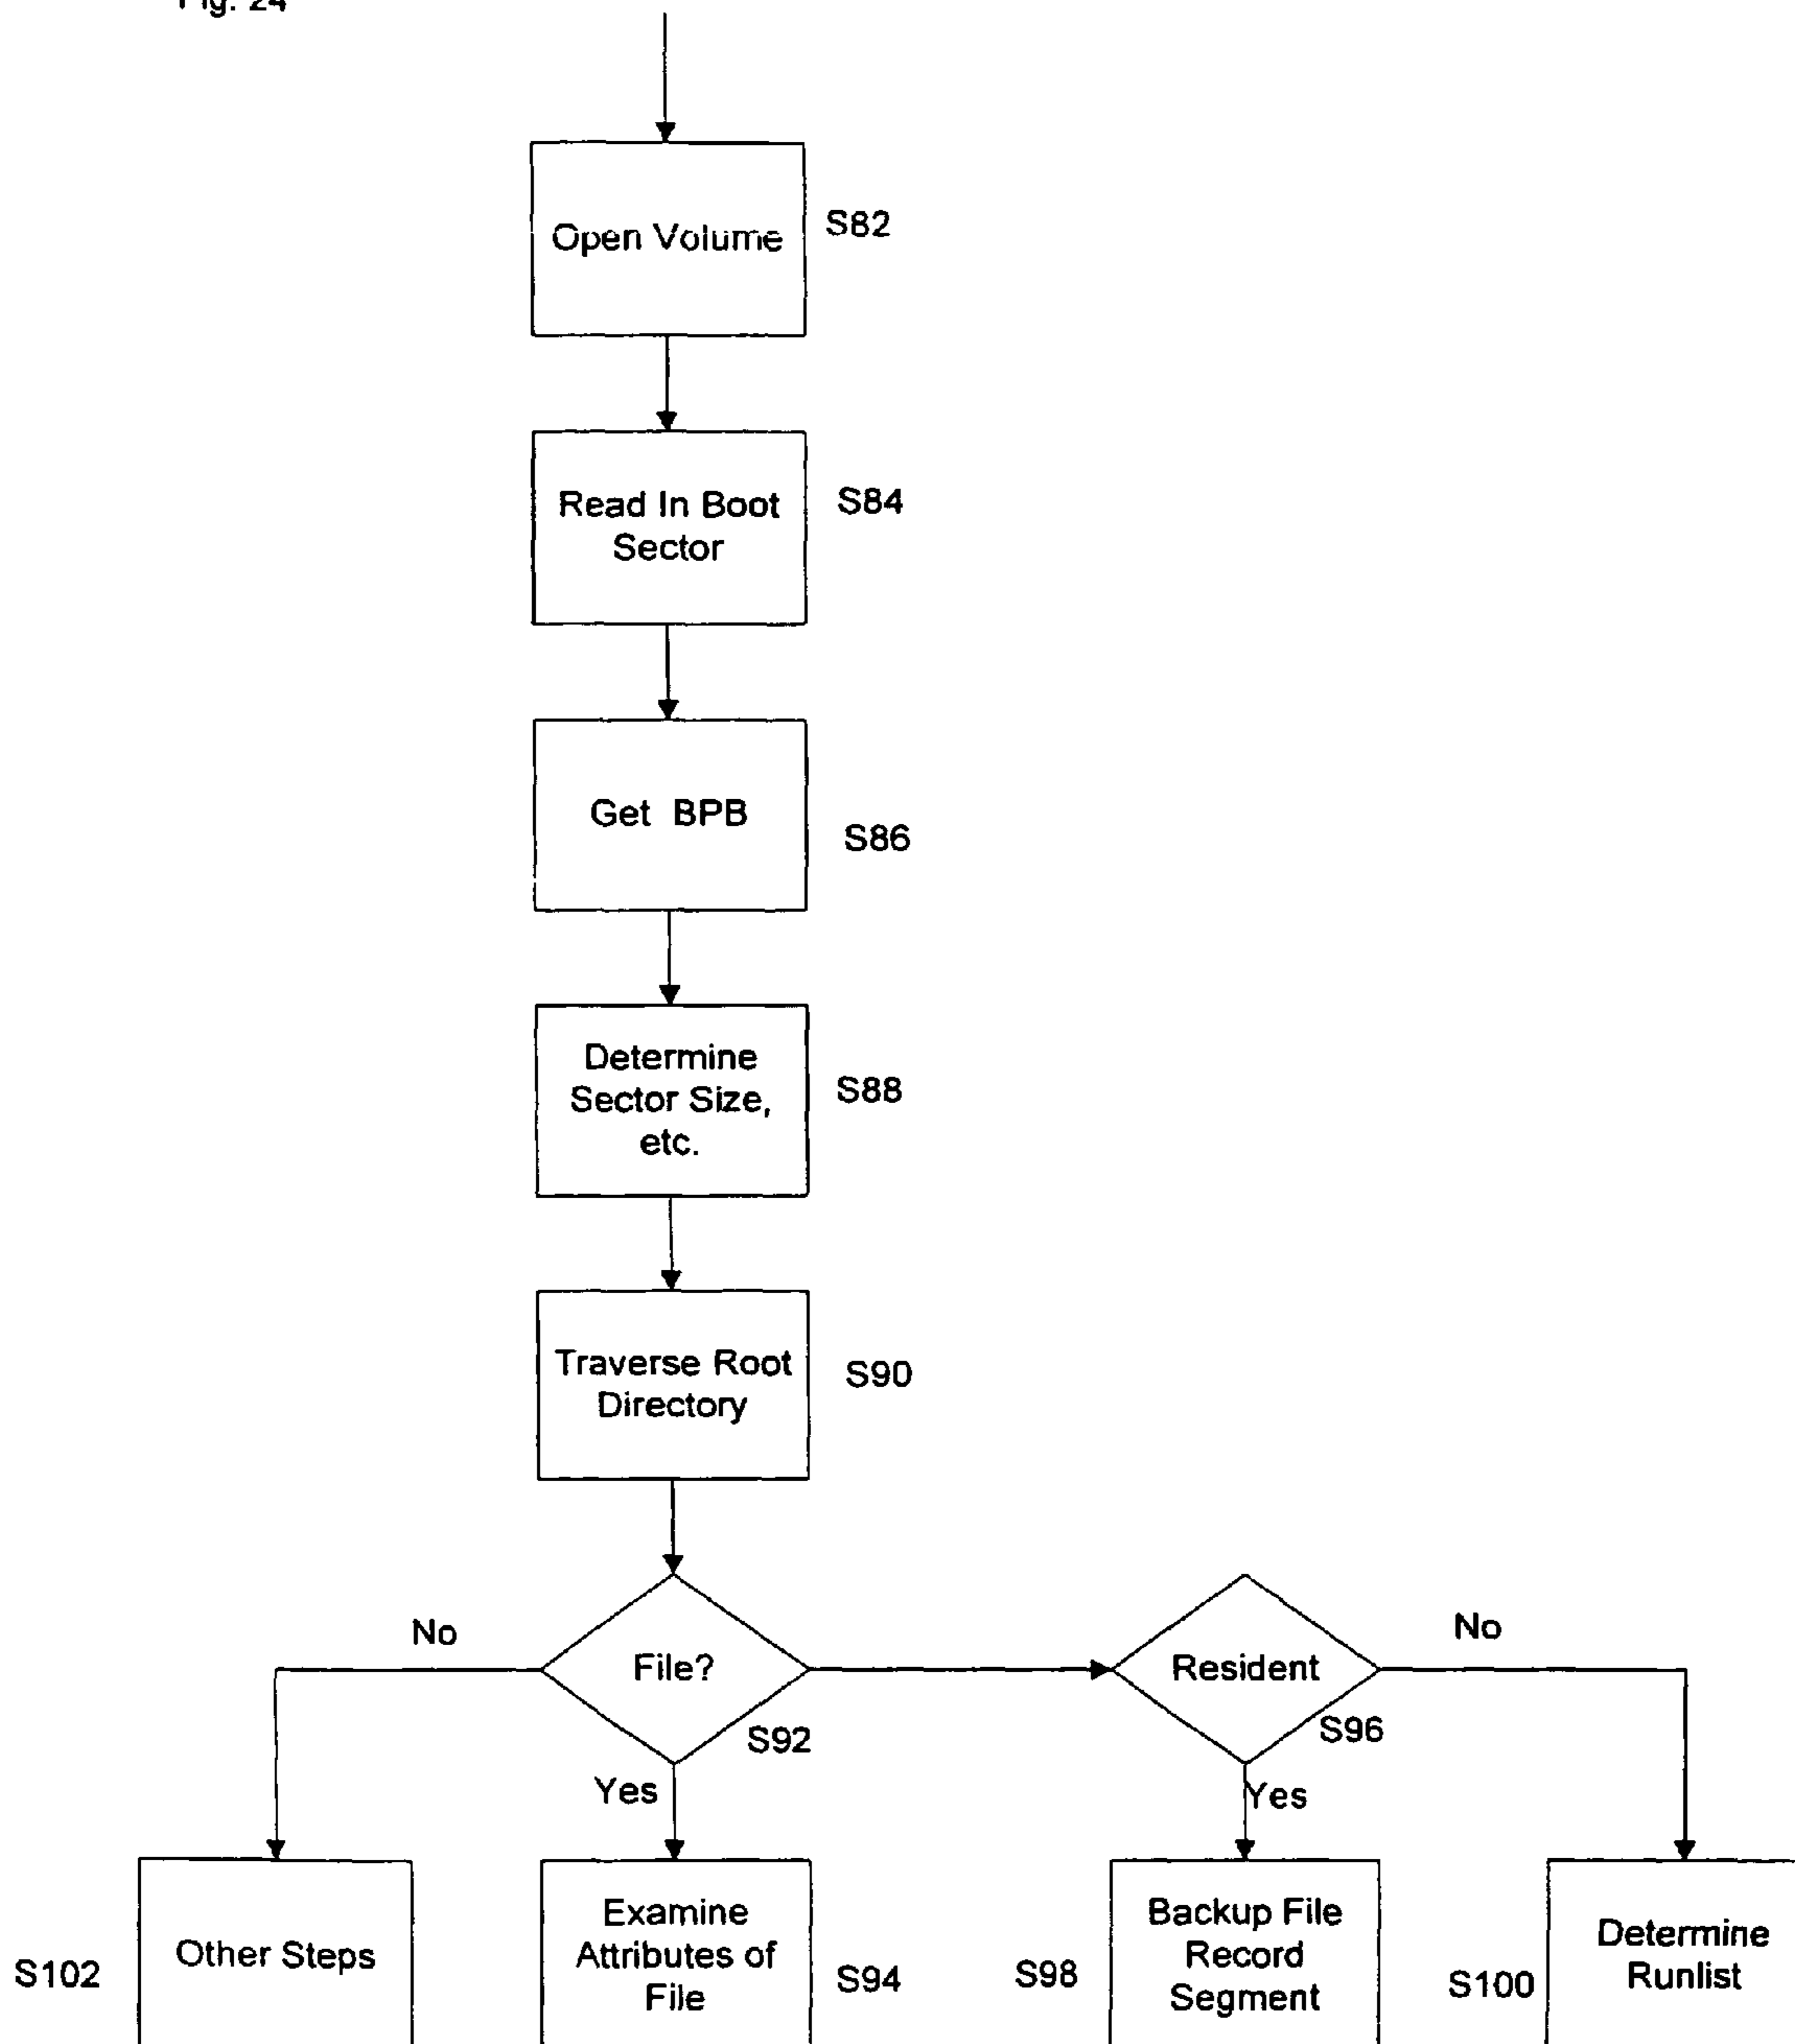 Fig. 24
Open Volume
S82
Read In Boot
Sector
S84
Get BPB
S86
Determine
Sector Size,
etc.
S88
Traverse Root
Directory
S90
No
File?
S92
Yes
Resident
S96
No
Yes
Other Steps
S102
Examine
Attributes of
File
S94
Backup File
Record
Segment
S98
Determine
Runlist
S100